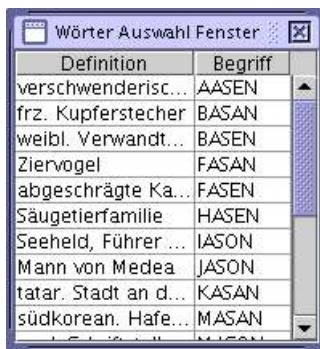 Wörter Auswahl Fenster
Definition Begriff
verschwenderisc... AASEN
frz. Kupferstecher BASAN
weibl. Verwandt... BASEN
Ziervogel FASAN
abgeschrägte Ka... FASEN
Säugetierfamilie HASEN
Seeheld, Führer ... IASON
Mann von Medea JASON
tatar. Stadt an d... KASAN
südkorean. Hafe... MASAN